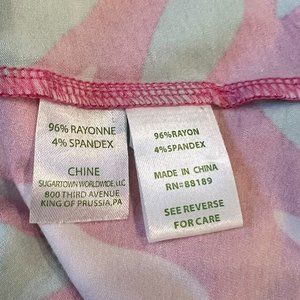 96% RAYONNE
4% SPANDEX
CHINE
SUGARTOWN WORLDWIDE, LLC
800 THIRD AVENUE
KING OF PRUSSIA, PA
96%RAYON
4%SPANDEX
MADE IN CHINA
RN=88189
SEE REVERSE
FOR CARE